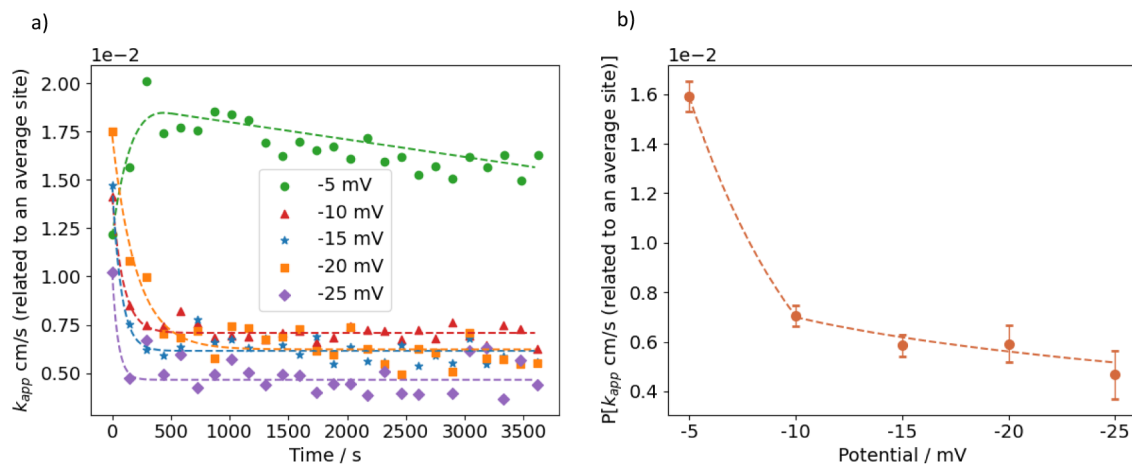 a)
1e−2
k_app cm/s (related to an average site)
2.00
1.75
1.50
1.25
1.00
0.75
0.50
-5 mV
-10 mV
-15 mV
-20 mV
-25 mV
0 500 1000 1500 2000 2500 3000 3500
Time / s
b)
1e−2
P[k_app cm/s (related to an average site)]
1.6
1.4
1.2
1.0
0.8
0.6
0.4
-5 -10 -15 -20 -25
Potential / mV